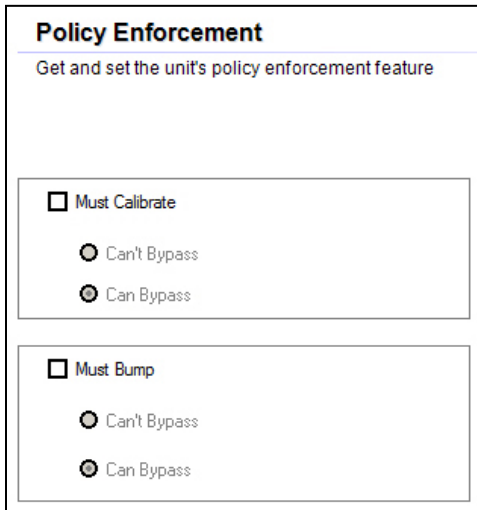 Policy Enforcement
Get and set the unit's policy enforcement feature
Must Calibrate
Can't Bypass
Can Bypass
Must Bump
Can't Bypass
Can Bypass